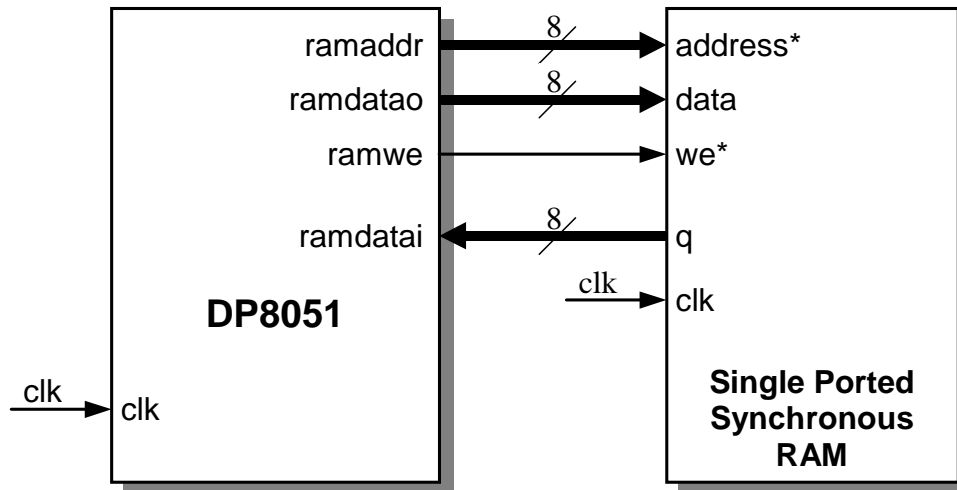 ramaddr
8
address*
ramdatao
8
data
ramwe
we*
ramdatai
8
q
clk
clk
DP8051
clk
clk
Single Ported
Synchronous
RAM